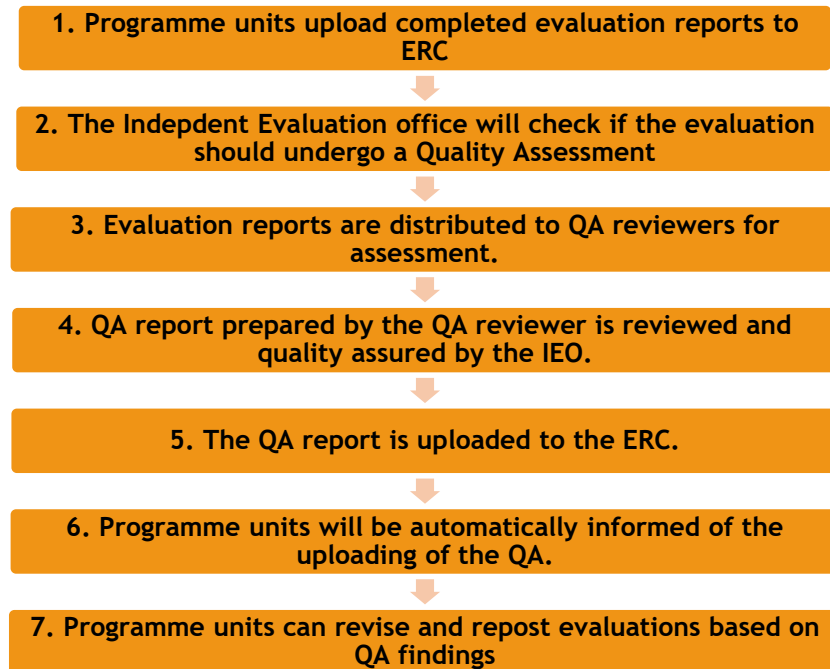 1. Programme units upload completed evaluation reports to
ERC
2. The Indepdent Evaluation office will check if the evaluation
should undergo a Quality Assessment
3. Evaluation reports are distributed to QA reviewers for
assessment.
4. QA report prepared by the QA reviewer is reviewed and
quality assured by the IEO.
5. The QA report is uploaded to the ERC.
6. Programme units will be automatically informed of the
uploading of the QA.
7. Programme units can revise and repost evaluations based on
QA findings